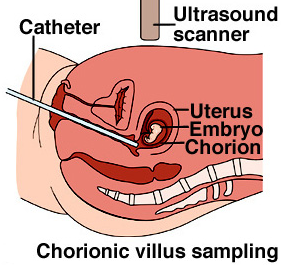 Ultrasound
scanner
Catheter
Uterus
Embryo
Chorion
Chorionic villus sampling